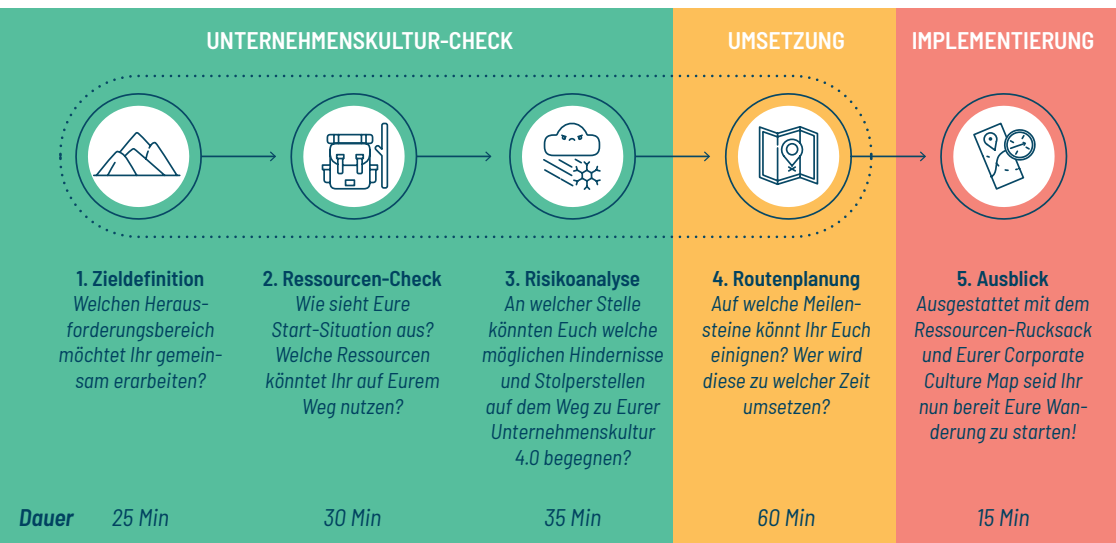 UNTERNEHMENSKULTUR-CHECK
UMSETZUNG
IMPLEMENTIERUNG
1. Zieldefinition
Welchen Heraus-
forderungsbereich
möchtet Ihr gemein-
sam erarbeiten?
2. Ressourcen-Check
Wie sieht Eure
Start-Situation aus?
Welche Ressourcen
könntet Ihr auf Eurem
Weg nutzen?
3. Risikoanalyse
An welcher Stelle
könnten Euch welche
möglichen Hindernisse
und Stolperstellen
auf dem Weg zu Eurer
Unternehmenskultur
4.0 begegnen?
4. Routenplanung
Auf welche Meilen-
steine könnt Ihr Euch
einignen? Wer wird
diese zu welcher Zeit
umsetzen?
5. Ausblick
Ausgestattet mit dem
Ressourcen-Rucksack
und Eurer Corporate
Culture Map seid Ihr
nun bereit Eure Wan-
derung zu starten!
Dauer 25 Min 30 Min 35 Min 60 Min 15 Min